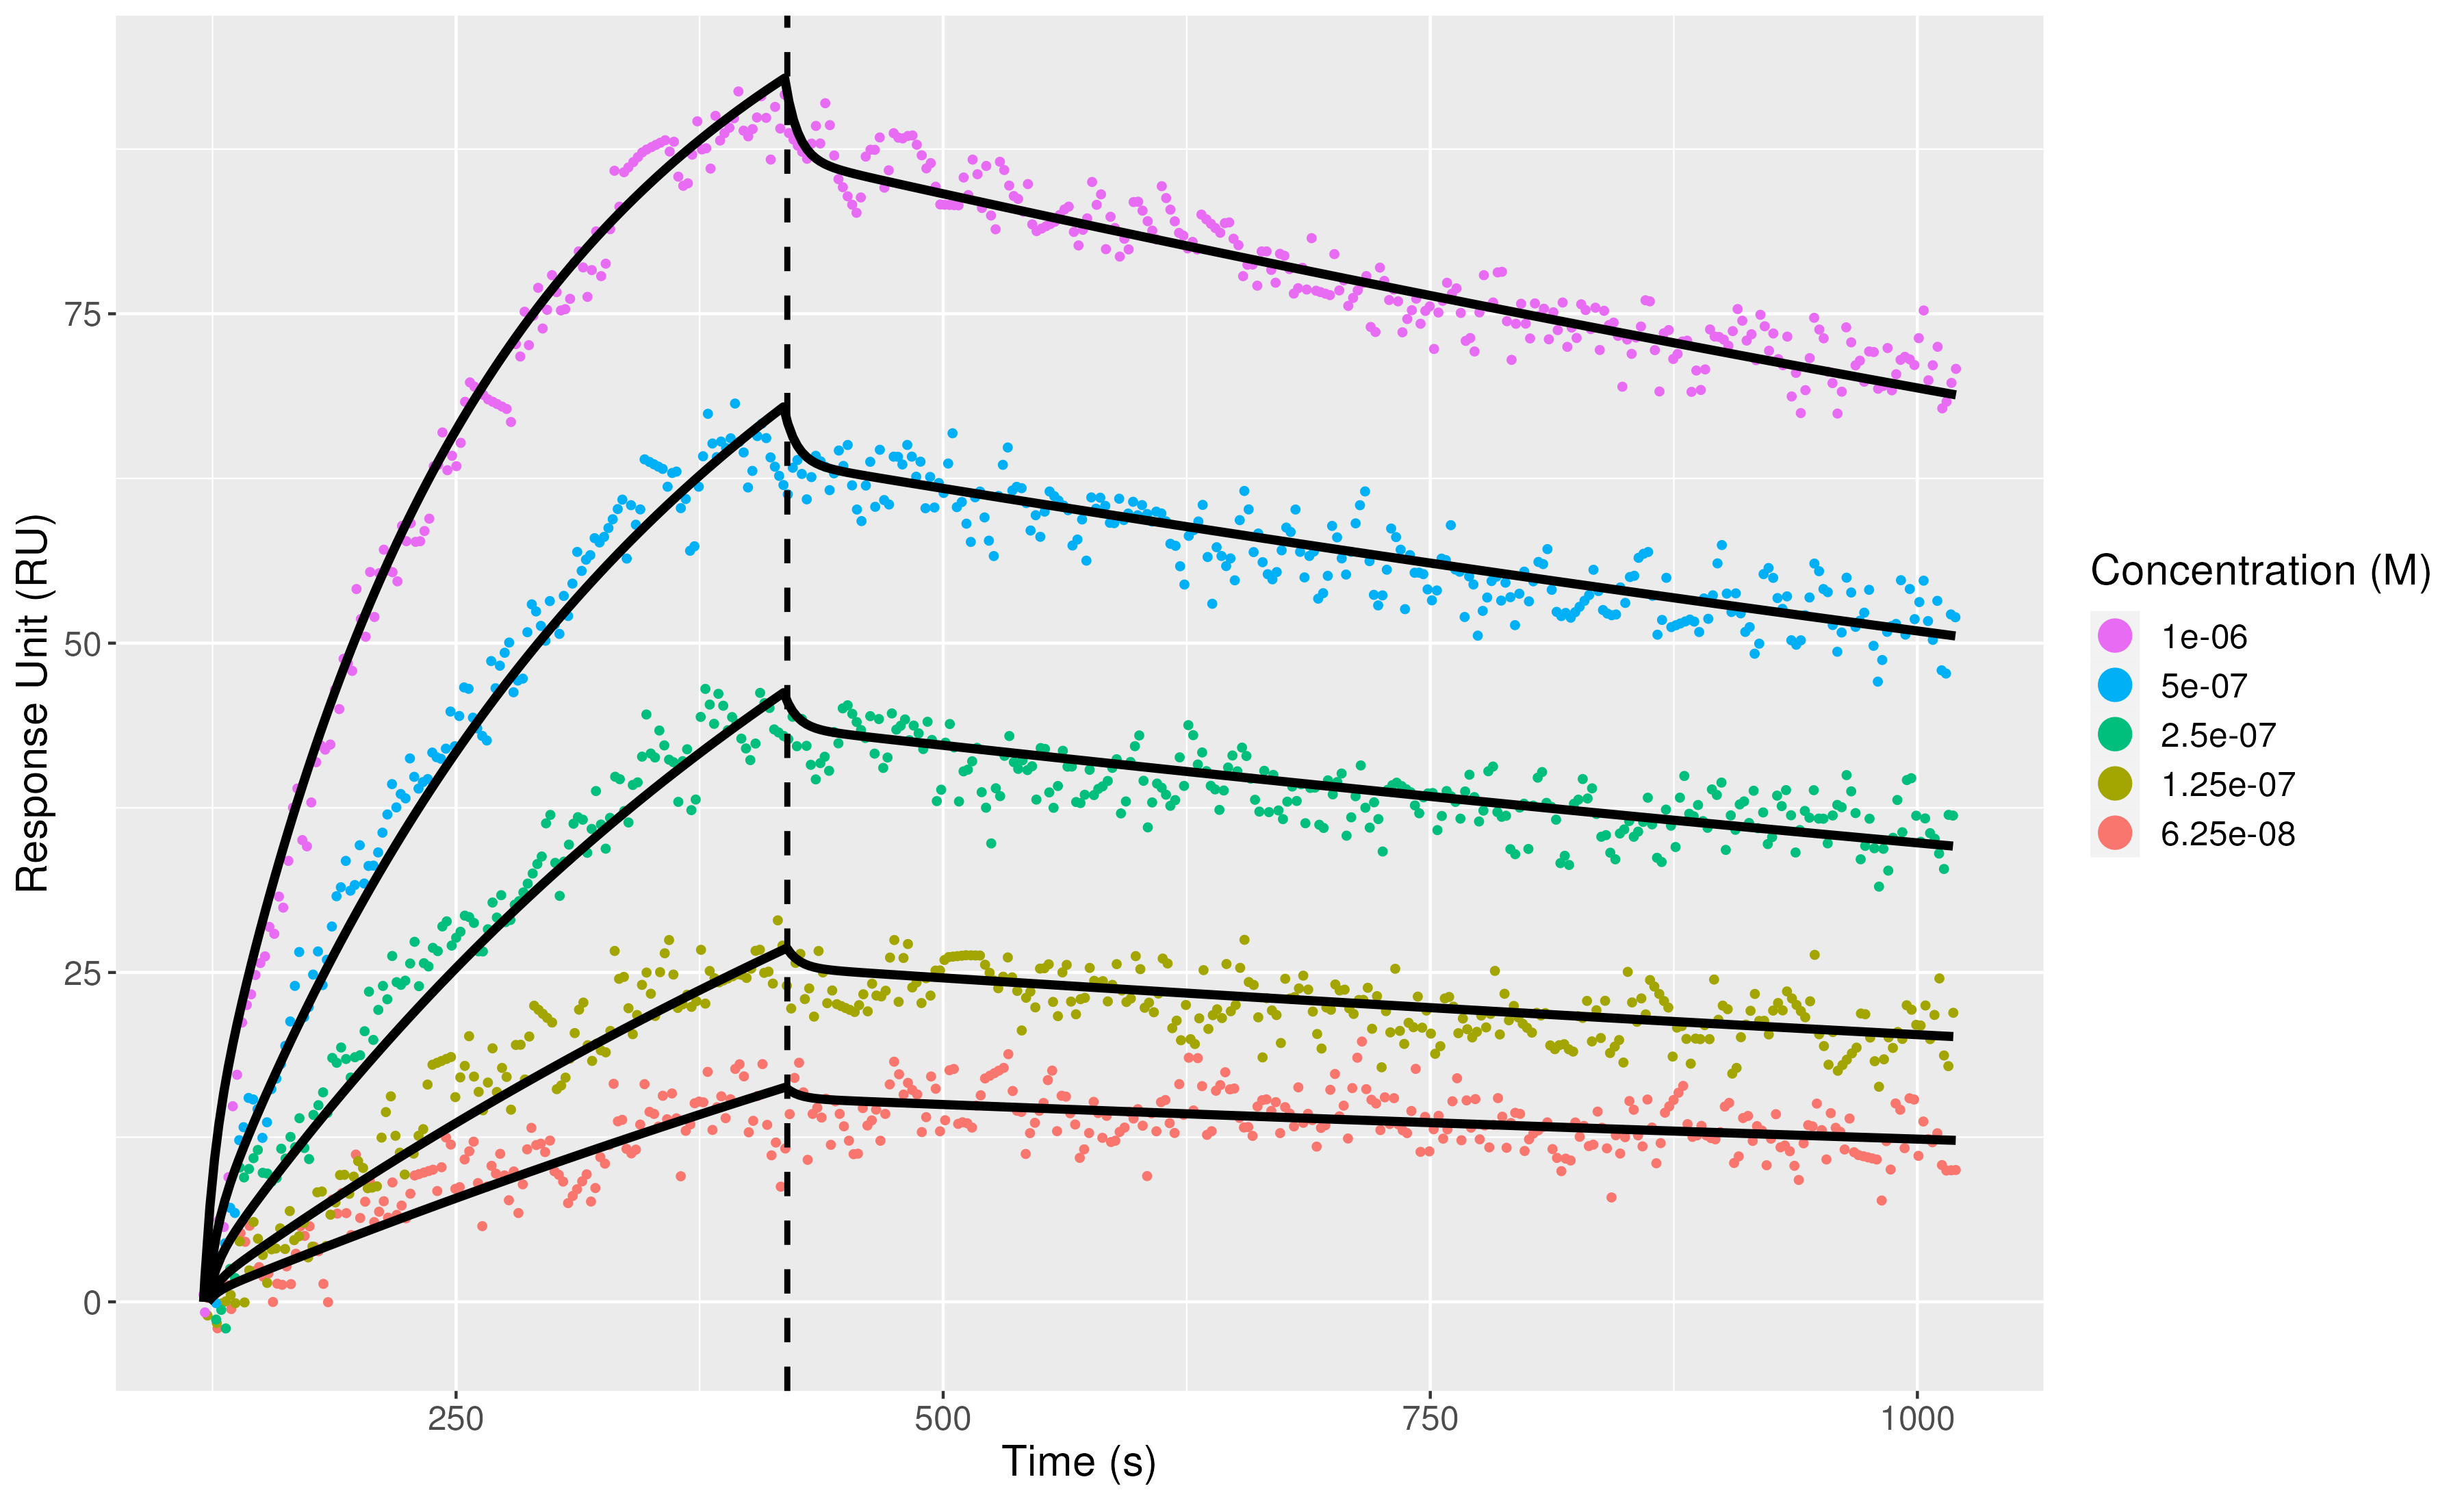 Response Unit (RU)
75
50
25
0
250 500 750 1000
Time (s)
Concentration (M)
1e-06
5e-07
2.5e-07
1.25e-07
6.25e-08